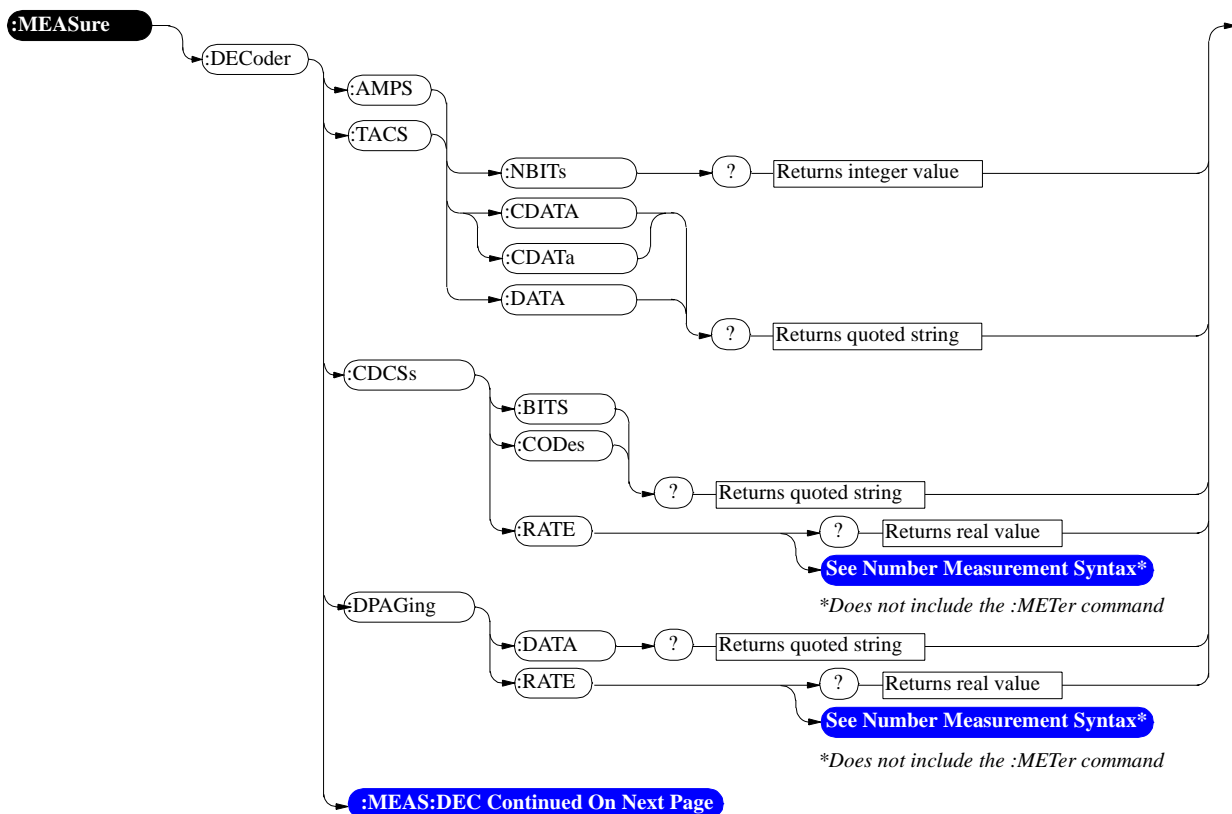 :MEASure
:DECoder
:AMPS
:TACS
:NBITs ? Returns integer value
:CDATA
:CDATa
:DATA
? Returns quoted string
:CDCSs
:BITS
:CODes
? Returns quoted string
:RATE ? Returns real value
See Number Measurement Syntax*
*Does not include the :METer command
:DPAGing
:DATA ? Returns quoted string
:RATE ? Returns real value
See Number Measurement Syntax*
*Does not include the :METer command
:MEAS:DEC Continued On Next Page